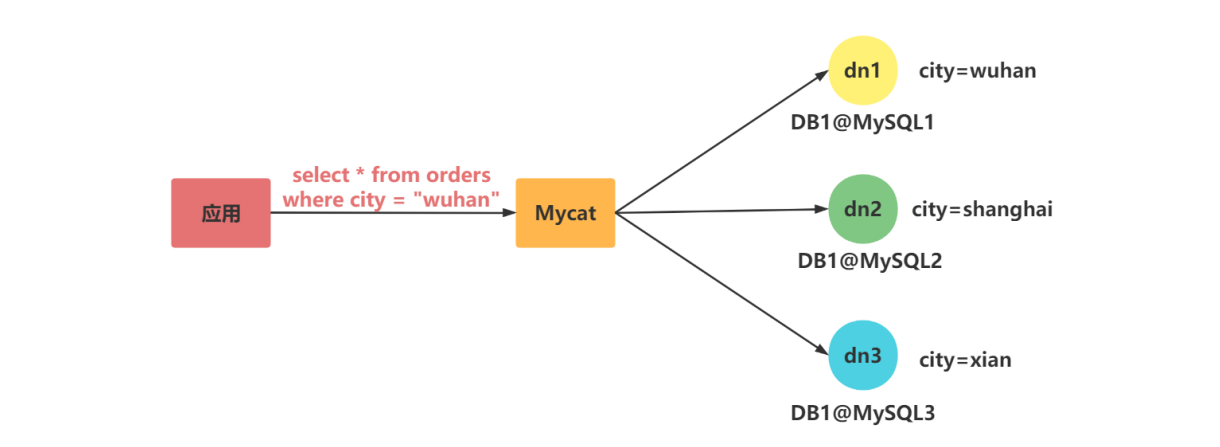 dn1
city=wuhan
DB1@MySQL1
select * from orders
where city = "wuhan"
应用
Mycat
dn2
city=shanghai
DB1@MySQL2
dn3
city=xian
DB1@MySQL3